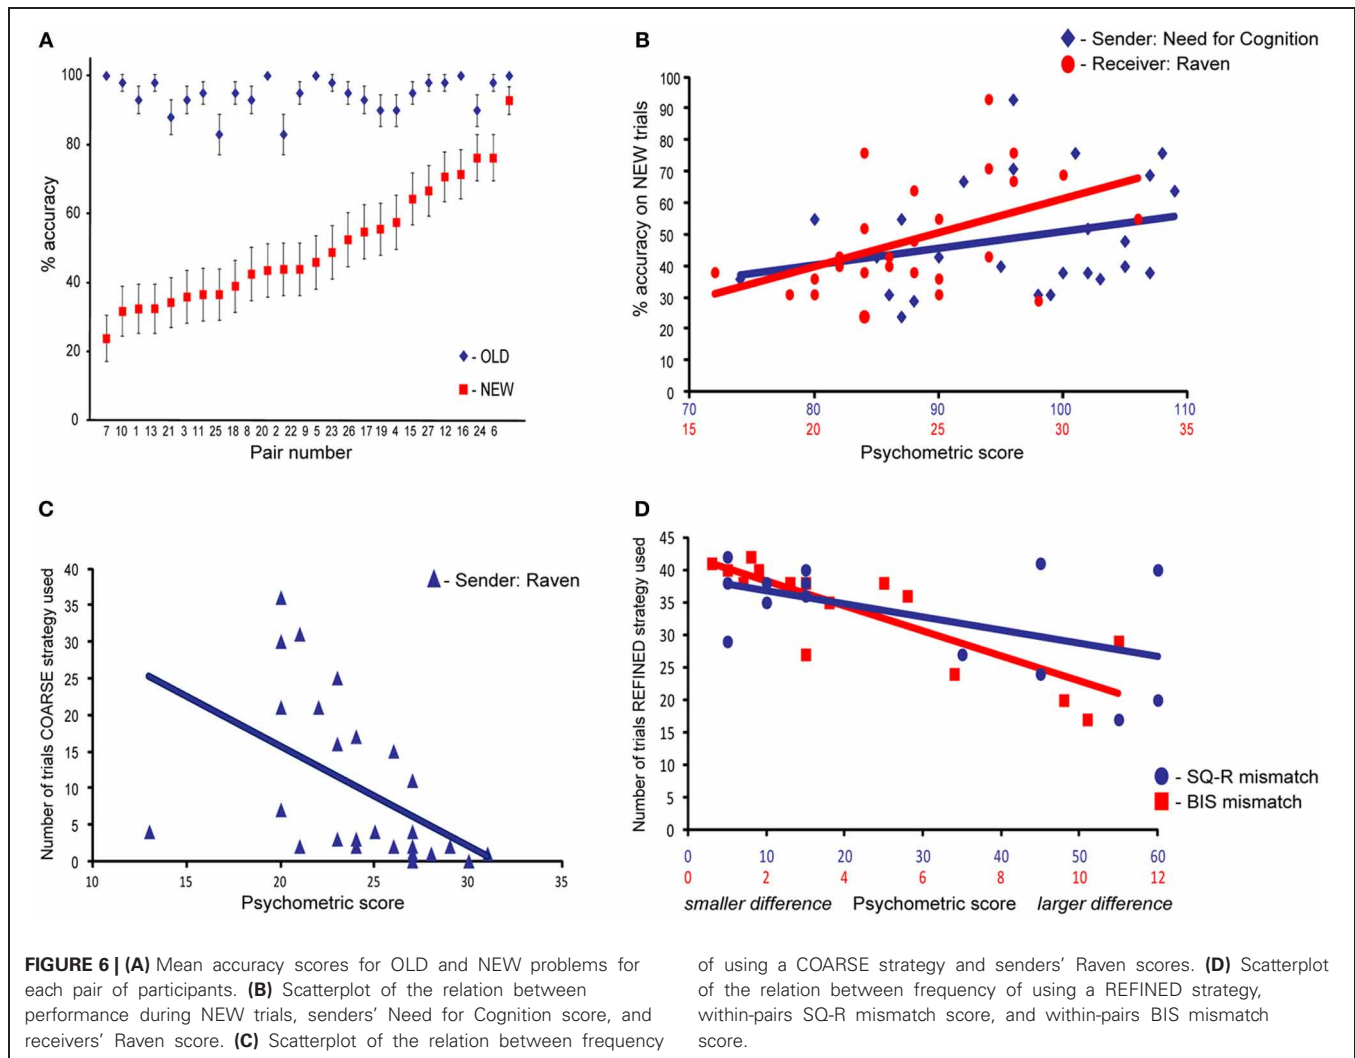 A
% accuracy
100
80
60
40
20
0
- OLD
- NEW
7 10 1 13 21 3 11 25 18 8 20 2 22 9 5 23 26 17 19 4 15 27 12 16 24 6
Pair number
B
- Sender: Need for Cognition
- Receiver: Raven
% accuracy on NEW trials
100
90
80
70
60
50
40
30
20
10
0
70 80 90 100 110
15 20 25 30 35
Psychometric score
C
- Sender: Raven
Number of trials COARSE strategy used
40
35
30
25
20
15
10
5
0
10 15 20 25 30 35
Psychometric score
D
Number of trials REFINED strategy used
45
40
35
30
25
20
15
10
5
0
- SQ-R mismatch
- BIS mismatch
0 10 20 30 40 50 60
0 2 4 6 8 10 12
smaller difference Psychometric score larger difference
FIGURE 6 | (A) Mean accuracy scores for OLD and NEW problems for
each pair of participants. (B) Scatterplot of the relation between
performance during NEW trials, senders' Need for Cognition score, and
receivers' Raven score. (C) Scatterplot of the relation between frequency
of using a COARSE strategy and senders' Raven scores. (D) Scatterplot
of the relation between frequency of using a REFINED strategy,
within-pairs SQ-R mismatch score, and within-pairs BIS mismatch
score.